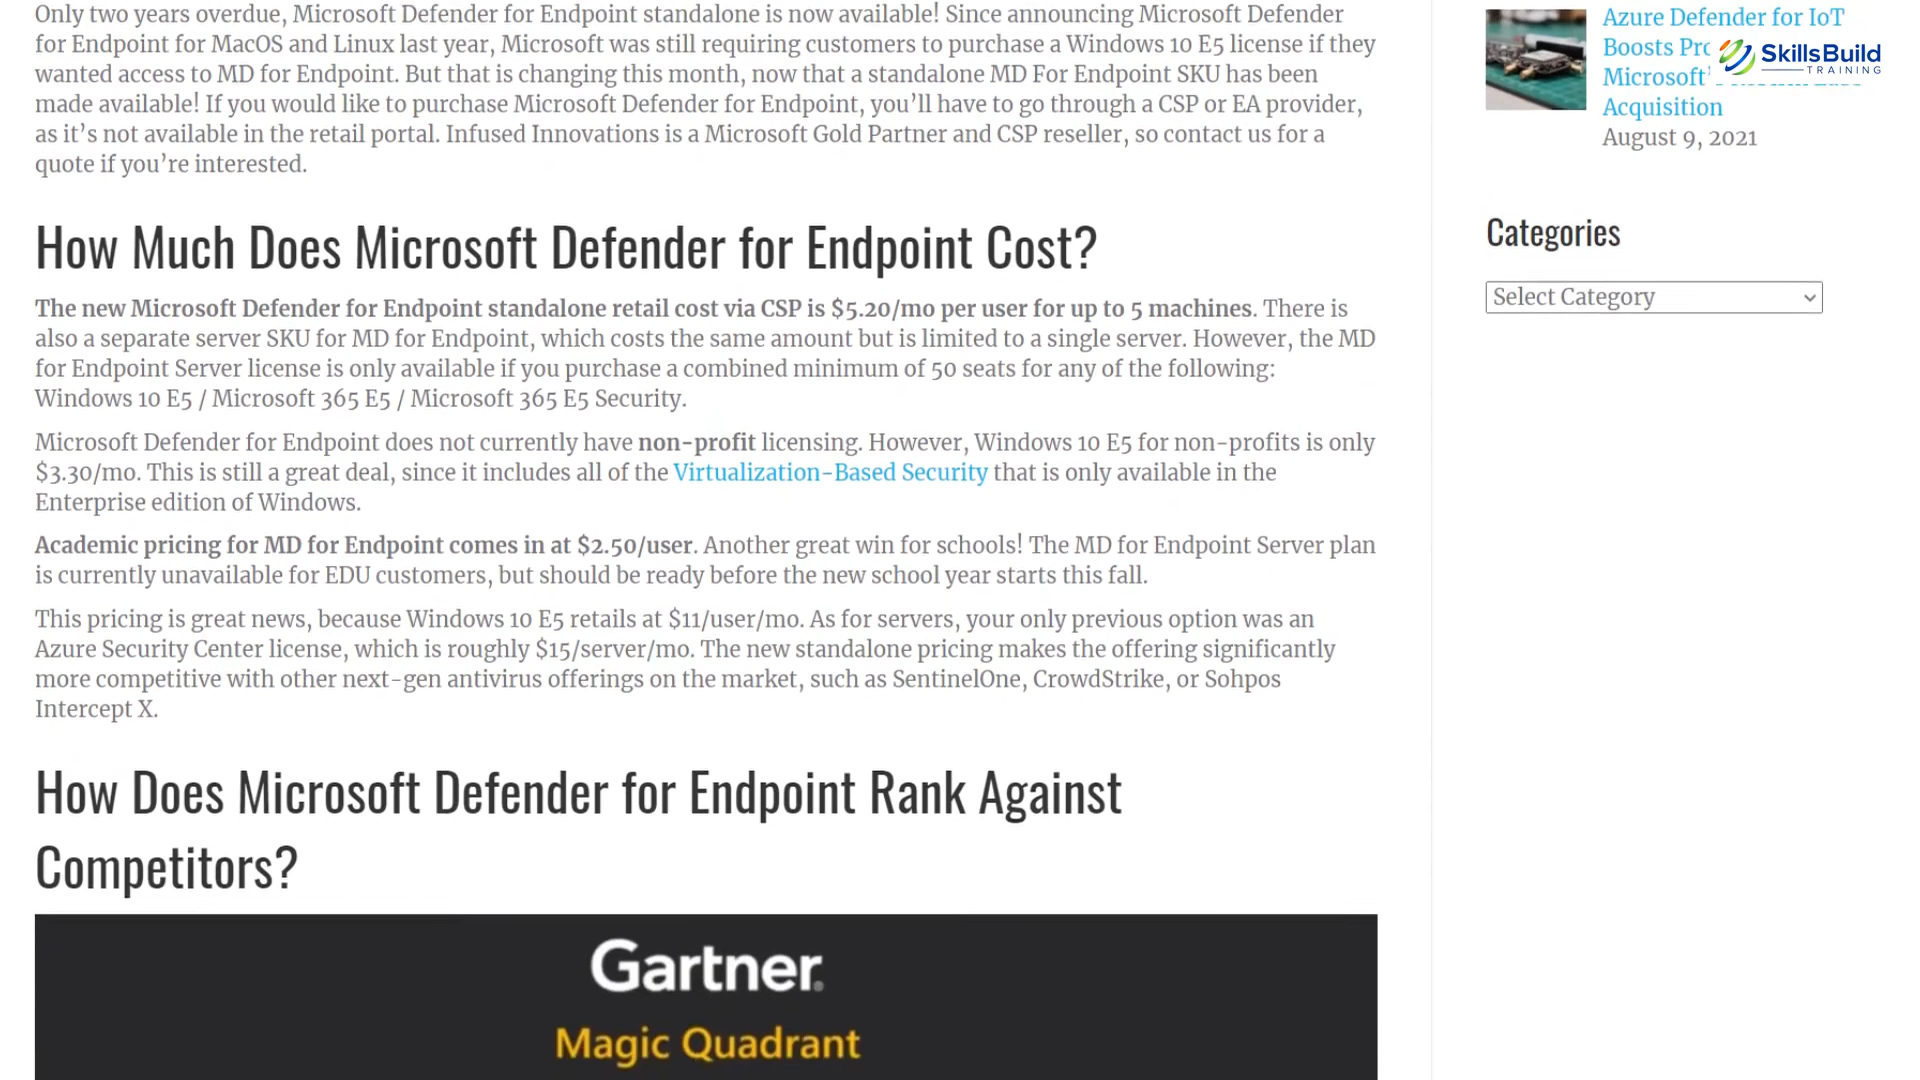 Only two years overdue, Microsoft Defender for Endpoint standalone is now available! Since announcing Microsoft Defender
for Endpoint for MacOS and Linux last year, Microsoft was still requiring customers to purchase a Windows 10 E5 license if they
wanted access to MD for Endpoint. But that is changing this month, now that a standalone MD For Endpoint SKU has been
made available! If you would like to purchase Microsoft Defender for Endpoint, you’ll have to go through a CSP or EA provider,
as it’s not available in the retail portal. Infused Innovations is a Microsoft Gold Partner and CSP reseller, so contact us for a
quote if you’re interested.
How Much Does Microsoft Defender for Endpoint Cost?
The new Microsoft Defender for Endpoint standalone retail cost via CSP is $5.20/mo per user for up to 5 machines. There is
also a separate server SKU for MD for Endpoint, which costs the same amount but is limited to a single server. However, the MD
for Endpoint Server license is only available if you purchase a combined minimum of 50 seats for any of the following:
Windows 10 E5 / Microsoft 365 E5 / Microsoft 365 E5 Security.
Microsoft Defender for Endpoint does not currently have non-profit licensing. However, Windows 10 E5 for non-profits is only
$3.30/mo. This is still a great deal, since it includes all of the Virtualization-Based Security that is only available in the
Enterprise edition of Windows.
Academic pricing for MD for Endpoint comes in at $2.50/user. Another great win for schools! The MD for Endpoint Server plan
is currently unavailable for EDU customers, but should be ready before the new school year starts this fall.
This pricing is great news, because Windows 10 E5 retails at $11/user/mo. As for servers, your only previous option was an
Azure Security Center license, which is roughly $15/server/mo. The new standalone pricing makes the offering significantly
more competitive with other next-gen antivirus offerings on the market, such as SentinelOne, CrowdStrike, or Sohpos
Intercept X.
How Does Microsoft Defender for Endpoint Rank Against
Competitors?
Gartner.
Magic Quadrant
Azure Defender for IoT
Boosts
Microsoft
Acquisition
August 9, 2021
SkillsBuild
TRAINING
Categories
Select Category